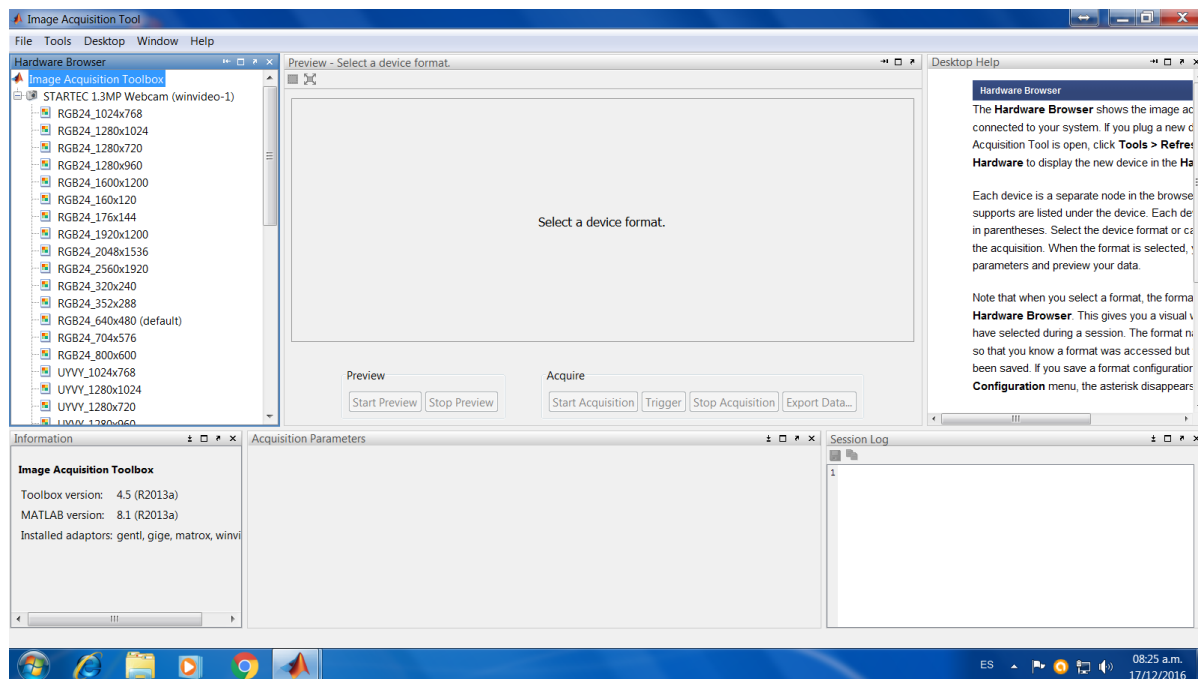 Image Acquisition Tool
File Tools Desktop Window Help
Hardware Browser
Image Acquisition Toolbox
STARTEC 1.3MP Webcam (winvideo-1)
RGB24_1024x768
RGB24_1280x1024
RGB24_1280x720
RGB24_1280x960
RGB24_1600x1200
RGB24_160x120
RGB24_176x144
RGB24_1920x1200
RGB24_2048x1536
RGB24_2560x1920
RGB24_320x240
RGB24_352x288
RGB24_640x480 (default)
RGB24_704x576
RGB24_800x600
UYVY_1024x768
UYVY_1280x1024
UYVY_1280x720
UYVY_1280x960
Preview - Select a device format.
Select a device format.
Preview
Start Preview Stop Preview
Acquire
Start Acquisition Trigger Stop Acquisition Export Data...
Desktop Help
Hardware Browser
The Hardware Browser shows the image ac
connected to your system. If you plug a new d
Acquisition Tool is open, click Tools > Refres
Hardware to display the new device in the Ha
Each device is a separate node in the browse
supports are listed under the device. Each de
in parentheses. Select the device format or ca
the acquisition. When the format is selected,
parameters and preview your data.
Note that when you select a format, the forma
Hardware Browser. This gives you a visual
have selected during a session. The format na
so that you know a format was accessed but
been saved. If you save a format configuration
Configuration menu, the asterisk disappears
Information
Image Acquisition Toolbox
Toolbox version: 4.5 (R2013a)
MATLAB version: 8.1 (R2013a)
Installed adaptors: gentl, gige, matrox, winvi
Acquisition Parameters
Session Log
1
ES
08:25 a.m.
17/12/2016